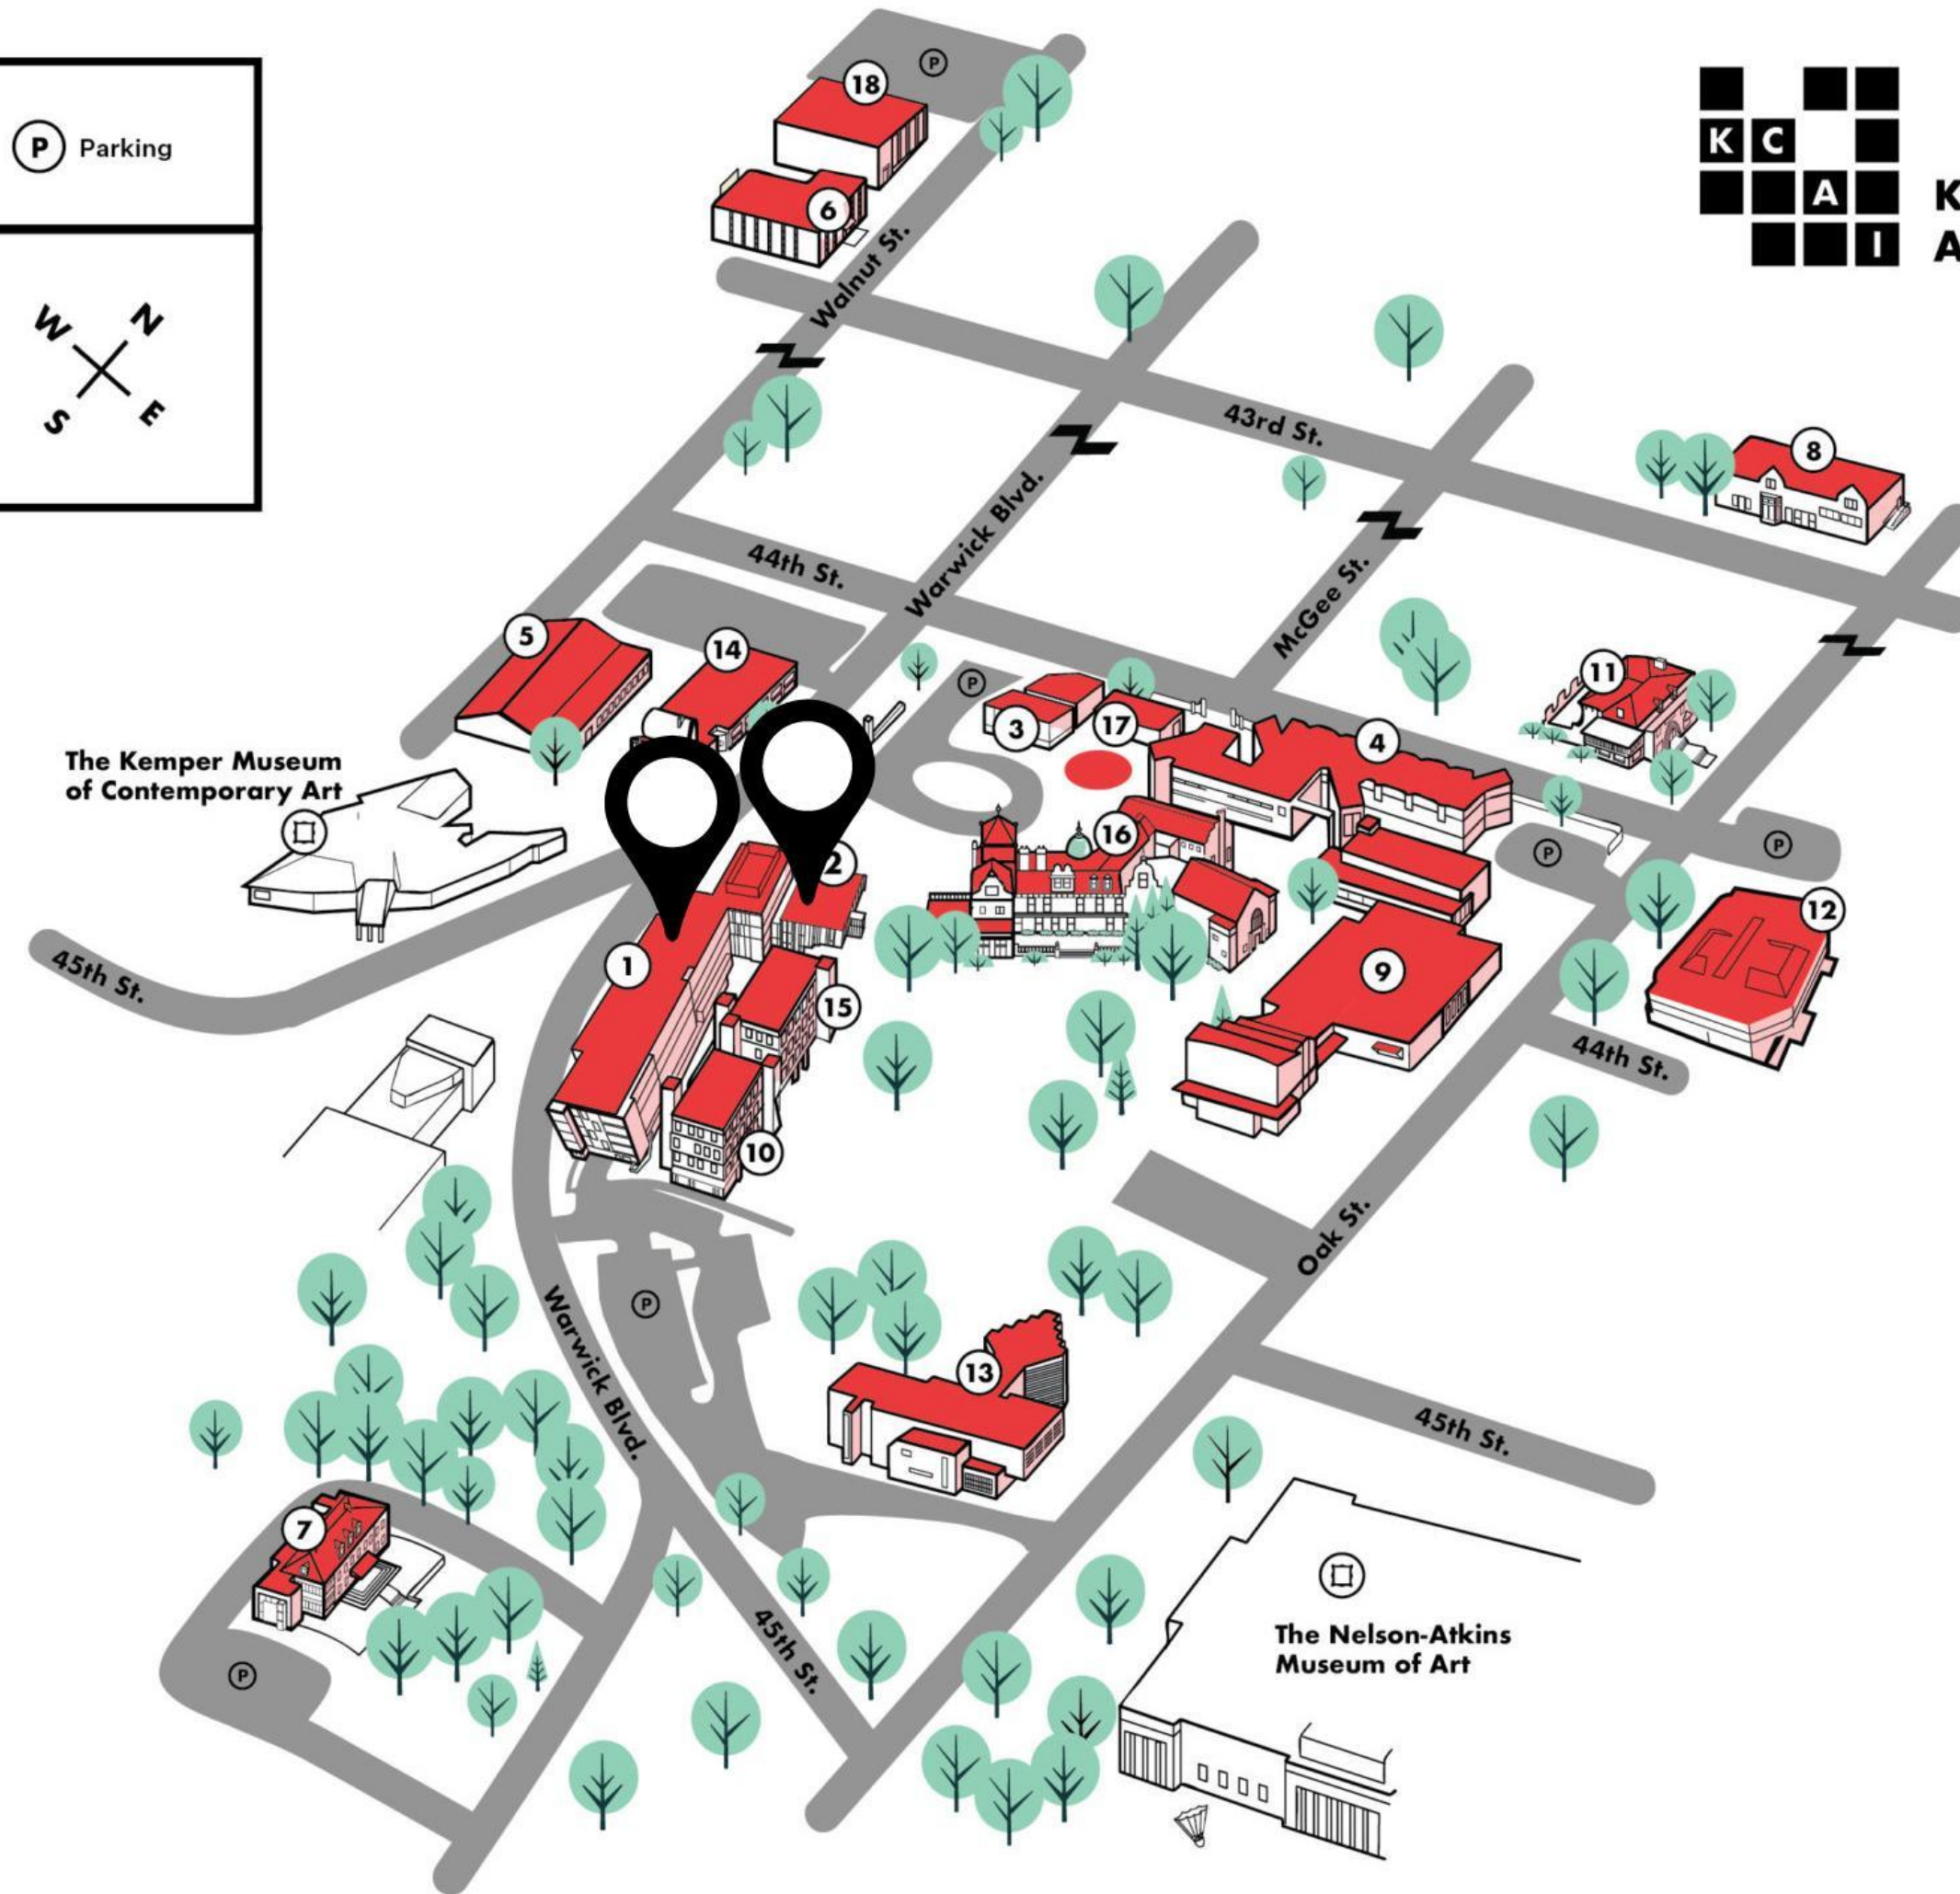 P Parking
W N
S E
K C
A K
I A
P
18
6
Walnut St.
43rd St.
8
Warwick Blvd.
44th St.
McGee St.
5
14
P
3
17
4
11
The Kemper Museum
of Contemporary Art
16
2
P
P
12
1
9
45th St.
15
44th St.
10
Oak St.
P
Warwick Blvd.
13
45th St.
7
P
45th St.
The Nelson-Atkins
Museum of Art